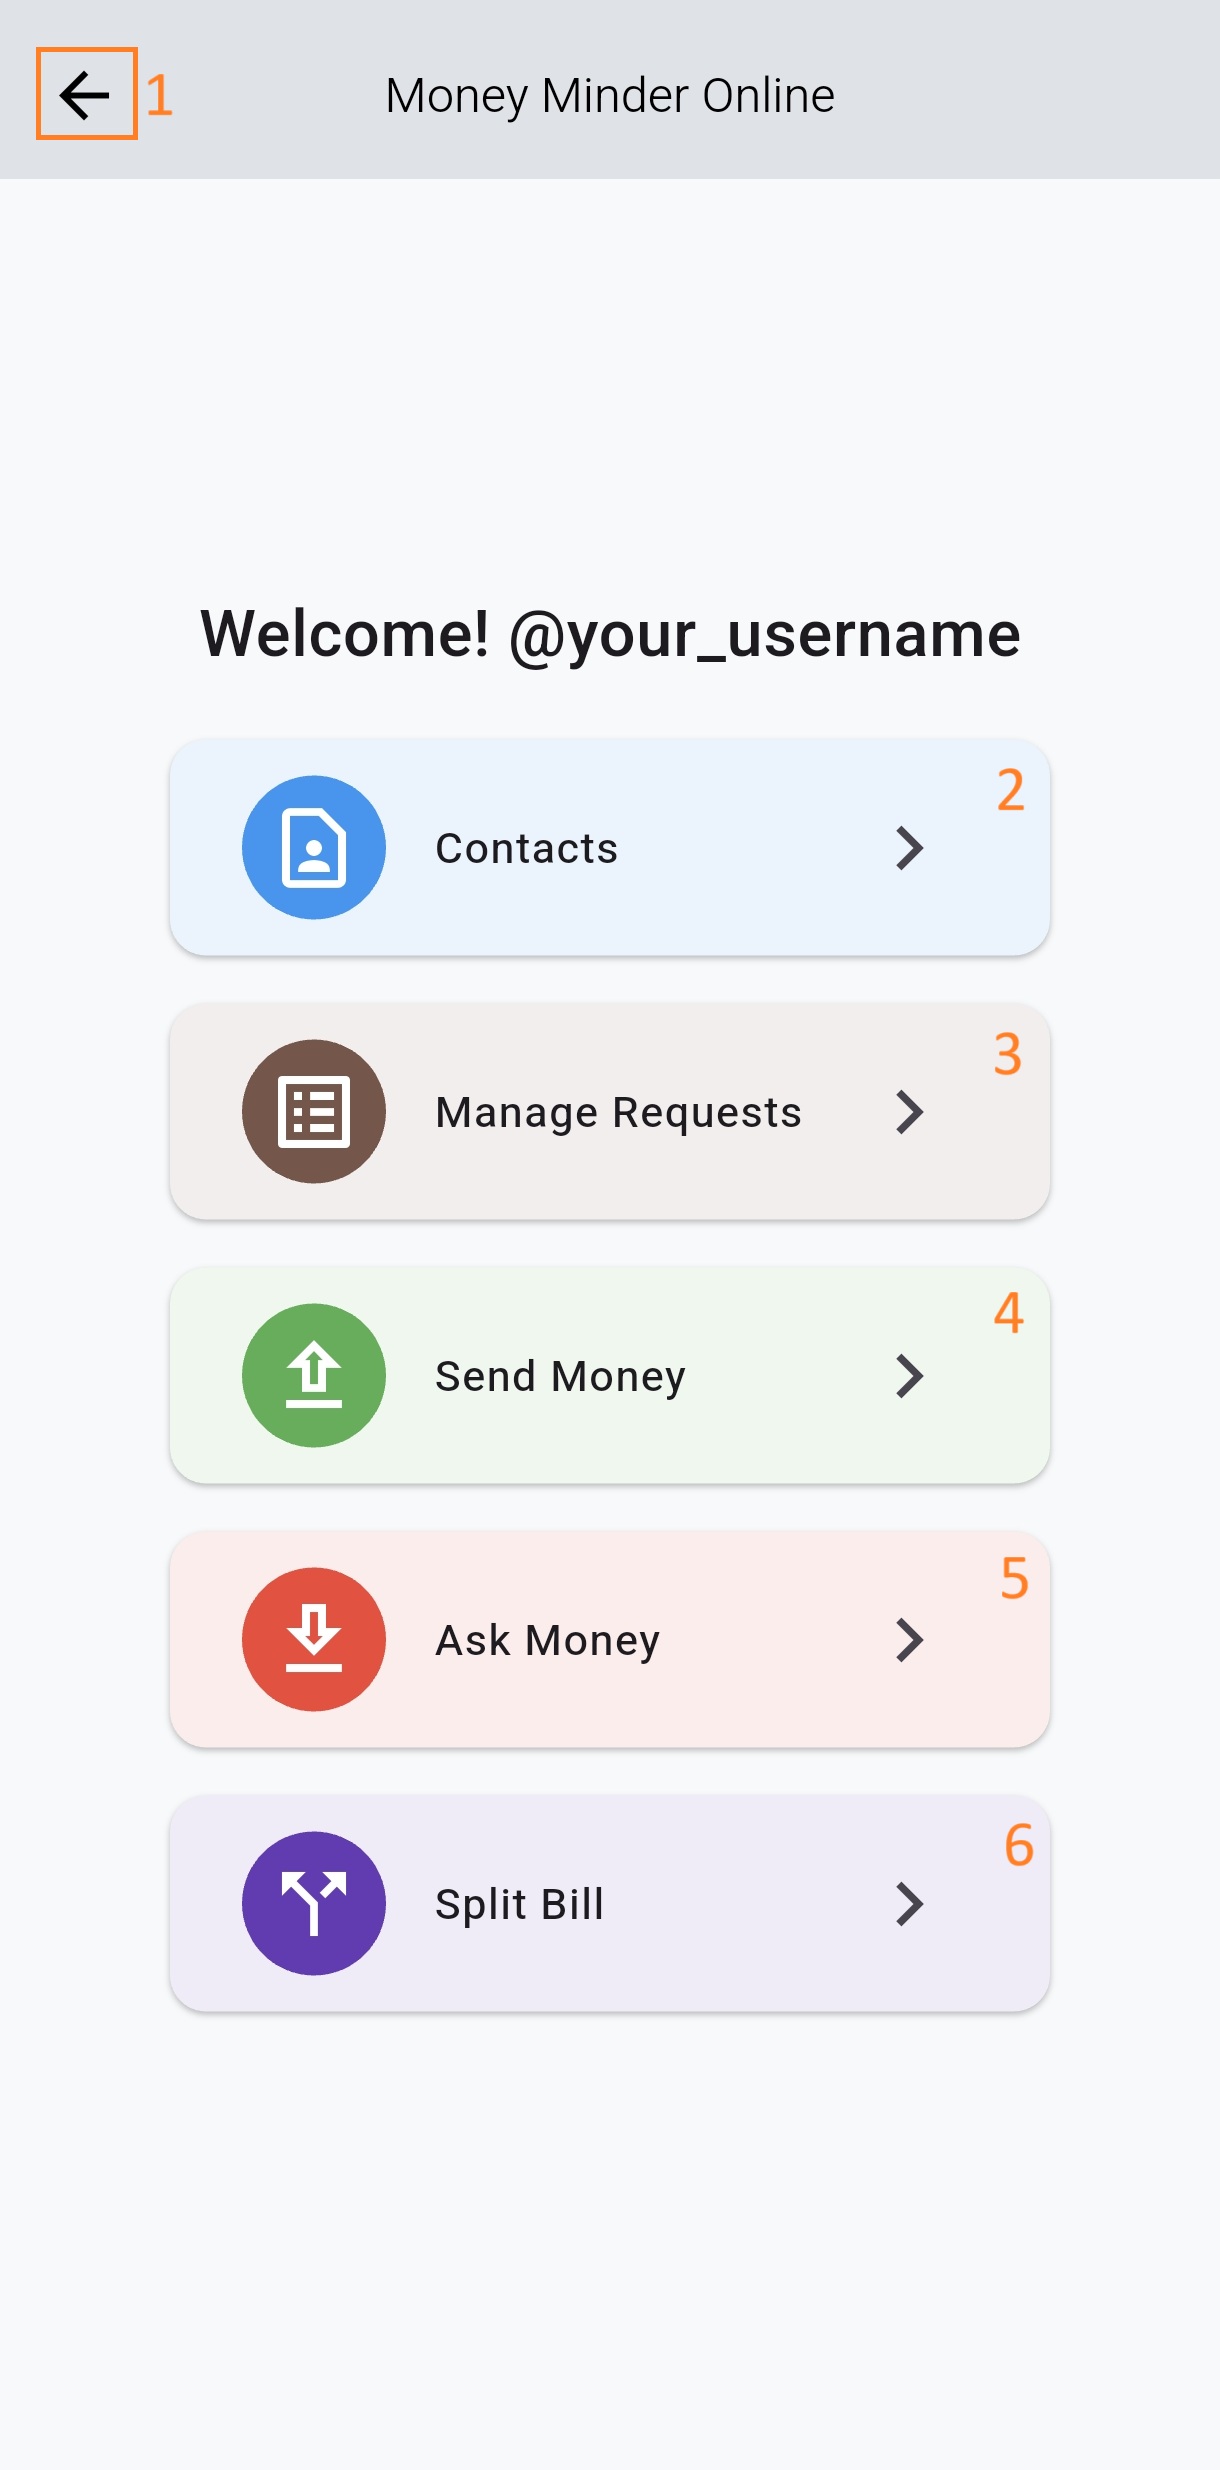 1 Money Minder Online
Welcome! @your_username
2
Contacts
3
Manage Requests
4
Send Money
5
Ask Money
6
Split Bill